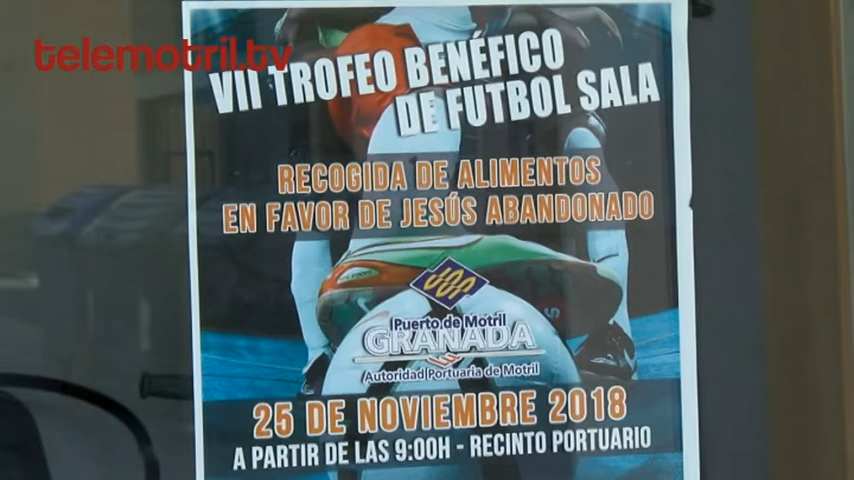 telemotril.tv
VII TROFEO BENÉFICO
DE FUTBOL SALA
RECOGIDA DE ALIMENTOS
EN FAVOR DE JESÚS ABANDONADO
Puerto de Motril
GRANADA
Autoridad Portuaria de Motril
25 DE NOVIEMBRE 2018
A PARTIR DE LAS 9:00H - RECINTO PORTUARIO